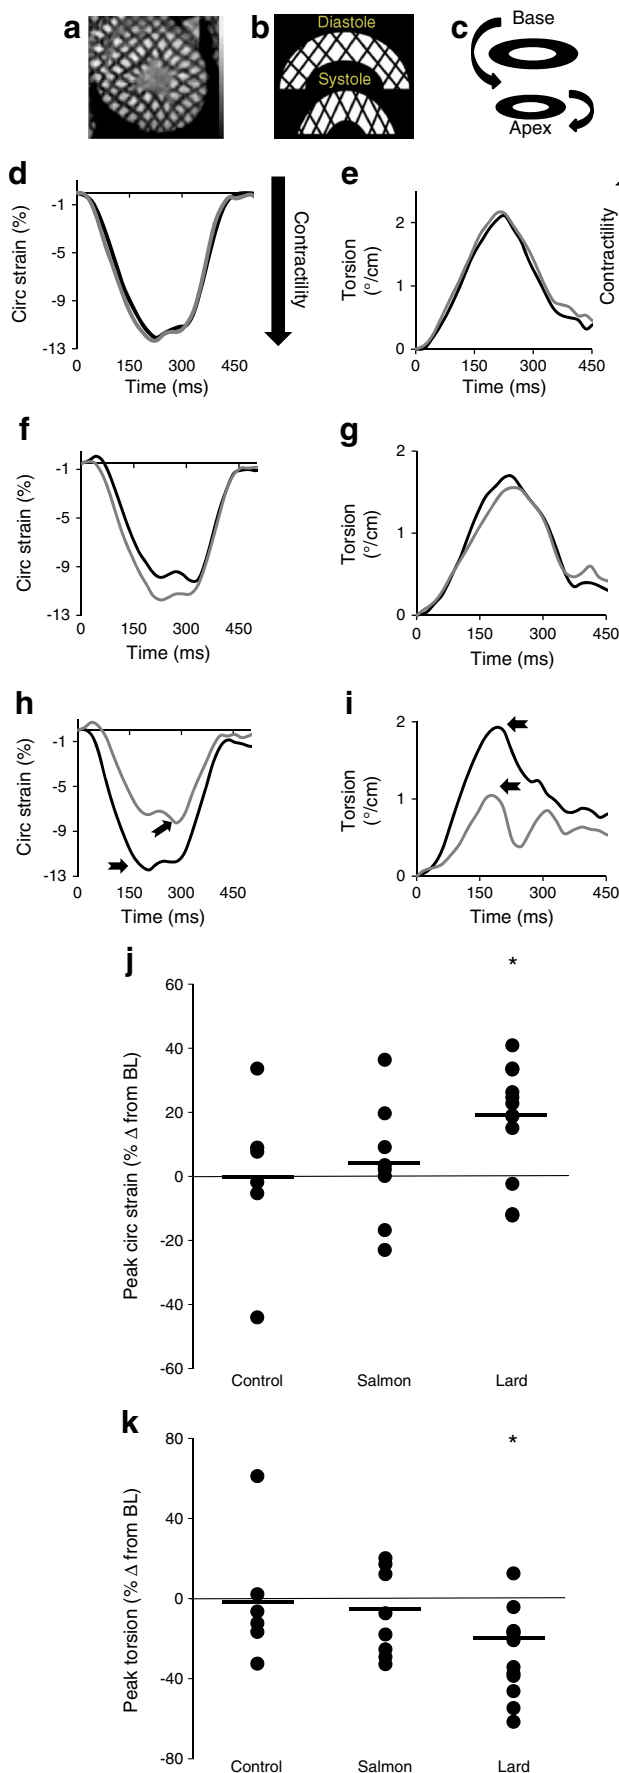 a
b
c
Diastole
Systole
Base
Apex
d
Circ strain (%)
-1
-5
-9
-13
0
150
300
450
Time (ms)
Contractility
e
Torsion
(°/cm)
2
1
0
0
150
300
450
Time (ms)
Contractility
f
Circ strain (%)
-1
-5
-9
-13
0
150
300
450
Time (ms)
g
Torsion
(°/cm)
2
1
0
0
150
300
450
Time (ms)
h
Circ strain (%)
-1
-5
-9
-13
0
150
300
450
Time (ms)
i
Torsion
(°/cm)
2
1
0
0
150
300
450
Time (ms)
j
*
Peak circ strain (% Δ from BL)
60
40
20
0
-20
-40
-60
Control
Salmon
Lard
k
*
Peak torsion (% Δ from BL)
80
40
0
-40
-80
Control
Salmon
Lard